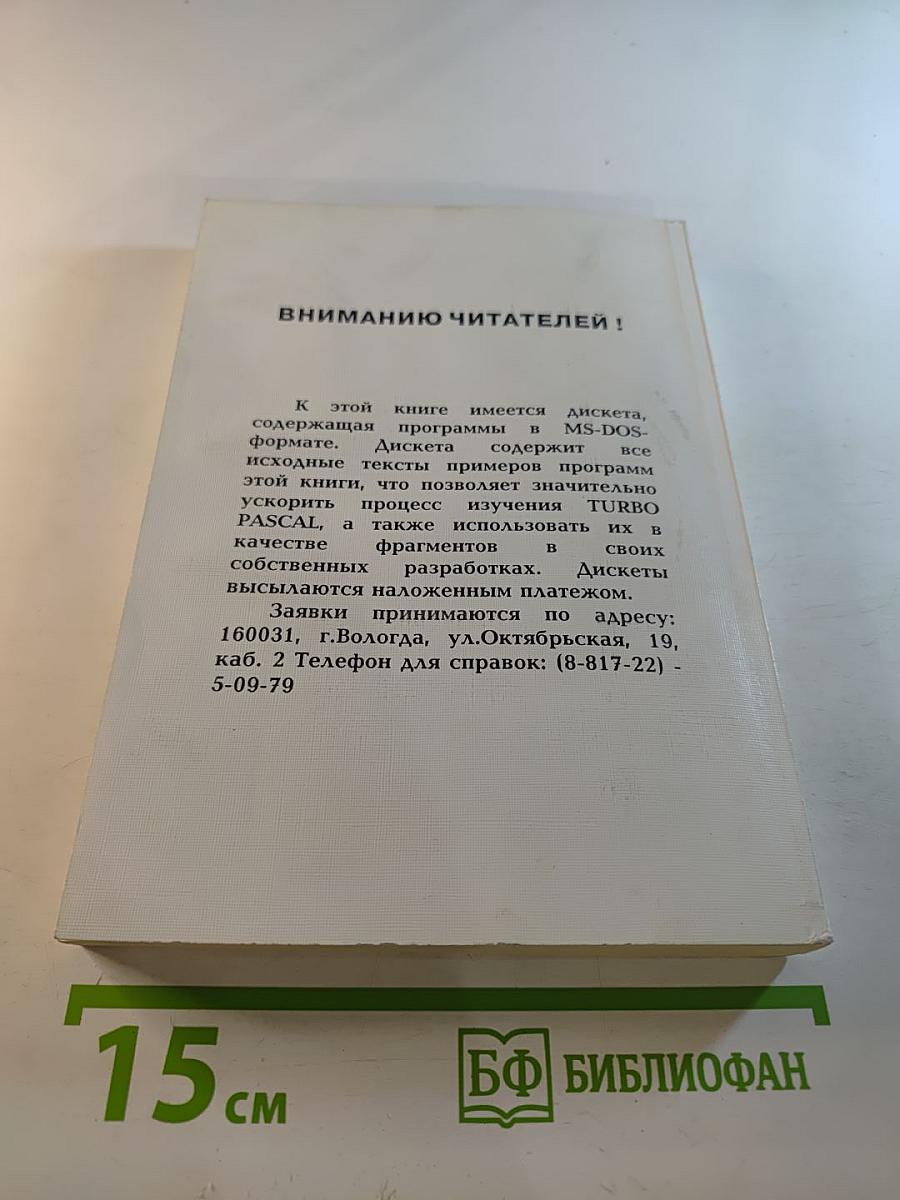 ВНИМАНИЮ ЧИТАТЕЛЕЙ !
К этой книге имеется дискета,
содержащая программы в MS-DOS-
формате. Дискета содержит все
исходные тексты примеров программ
этой книги, что позволяет значительно
ускорить процесс изучения TURBO
PASCAL, а также использовать их в
качестве фрагментов в своих
собственных разработках. Дискеты
высылаются наложенным платежом.
Заявки принимаются по адресу:
160031, г.Вологда, ул.Октябрьская, 19,
каб. 2 Телефон для справок: (8-817-22) -
5-09-79
15 см
БФ БИБЛИОФАН